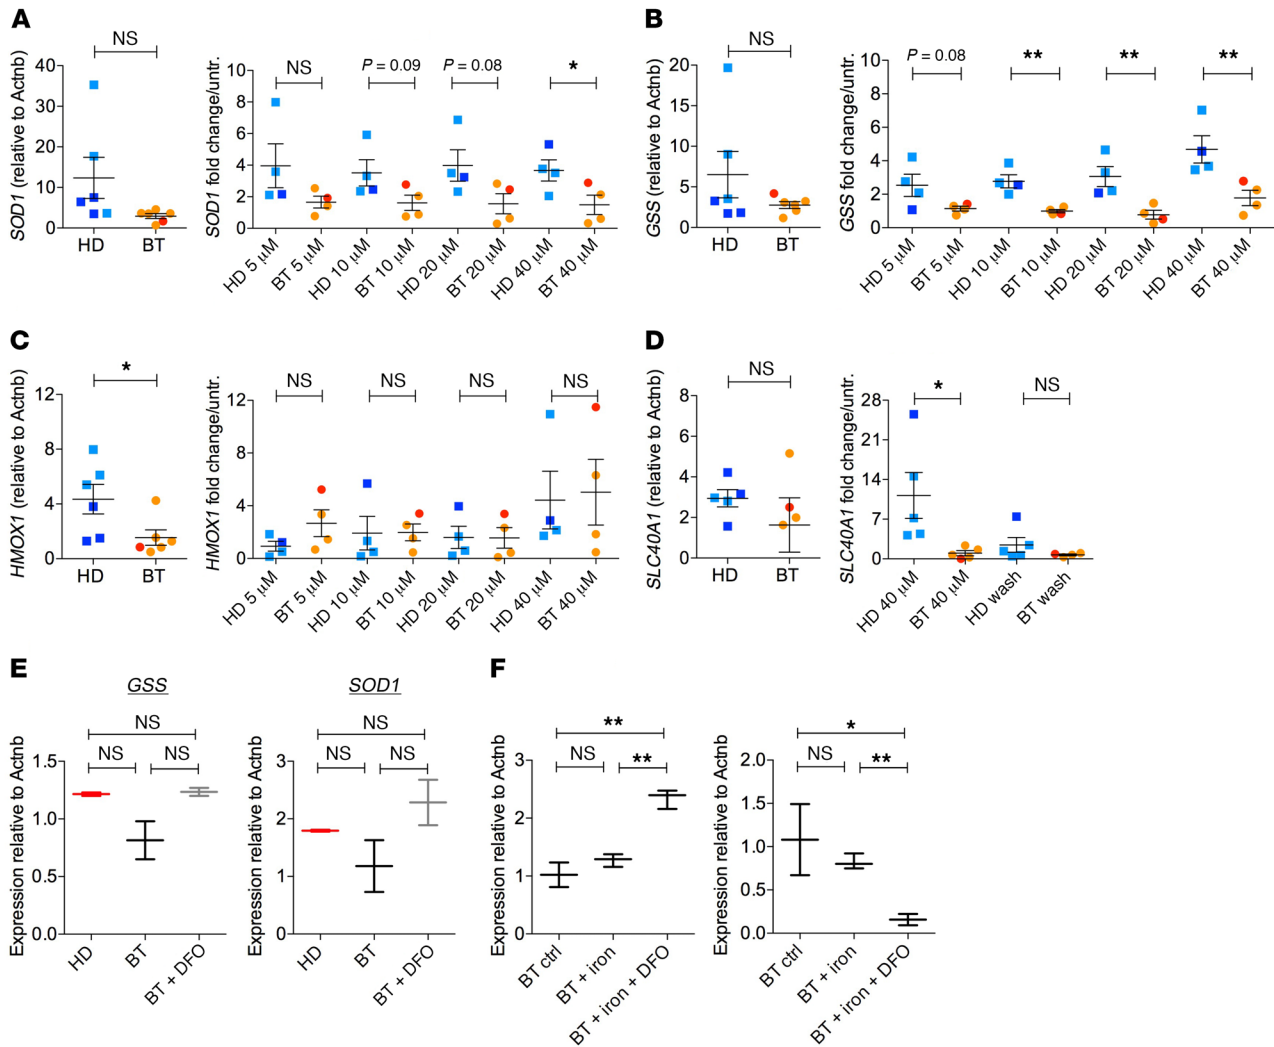 A
NS
SOD1 (relative to Actnb)
40
30
20
10
0
HD
BT
SOD1 fold change/untr.
10
8
6
4
2
0
NS
P = 0.09
P = 0.08
*
HD 5 µM
BT 5 µM
HD 10 µM
BT 10 µM
HD 20 µM
BT 20 µM
HD 40 µM
BT 40 µM
B
NS
GSS (relative to Actnb)
20
15
10
5
0
HD
BT
GSS fold change/untr.
10
8
6
4
2
0
P = 0.08
**
**
**
HD 5 µM
BT 5 µM
HD 10 µM
BT 10 µM
HD 20 µM
BT 20 µM
HD 40 µM
BT 40 µM
C
*
HMOX1 (relative to Actnb)
12
8
4
0
HD
BT
HMOX1 fold change/untr.
12
8
4
0
NS
NS
NS
NS
HD 5 µM
BT 5 µM
HD 10 µM
BT 10 µM
HD 20 µM
BT 20 µM
HD 40 µM
BT 40 µM
D
NS
SLC40A1 (relative to Actnb)
8
6
4
2
0
HD
BT
SLC40A1 fold change/untr.
28
21
14
7
0
*
NS
HD 40 µM
BT 40 µM
HD wash
BT wash
E
GSS
NS
NS
NS
Expression relative to Actnb
1.5
1.0
0.5
0.0
HD
BT
BT + DFO
SOD1
NS
NS
NS
Expression relative to Actnb
3
2
1
0
HD
BT
BT + DFO
F
**
NS
**
Expression relative to Actnb
3
2
1
0
BT ctrl
BT + iron
BT + iron + DFO
*
NS
**
Expression relative to Actnb
2.0
1.5
1.0
0.5
0.0
BT ctrl
BT + iron
BT + iron + DFO